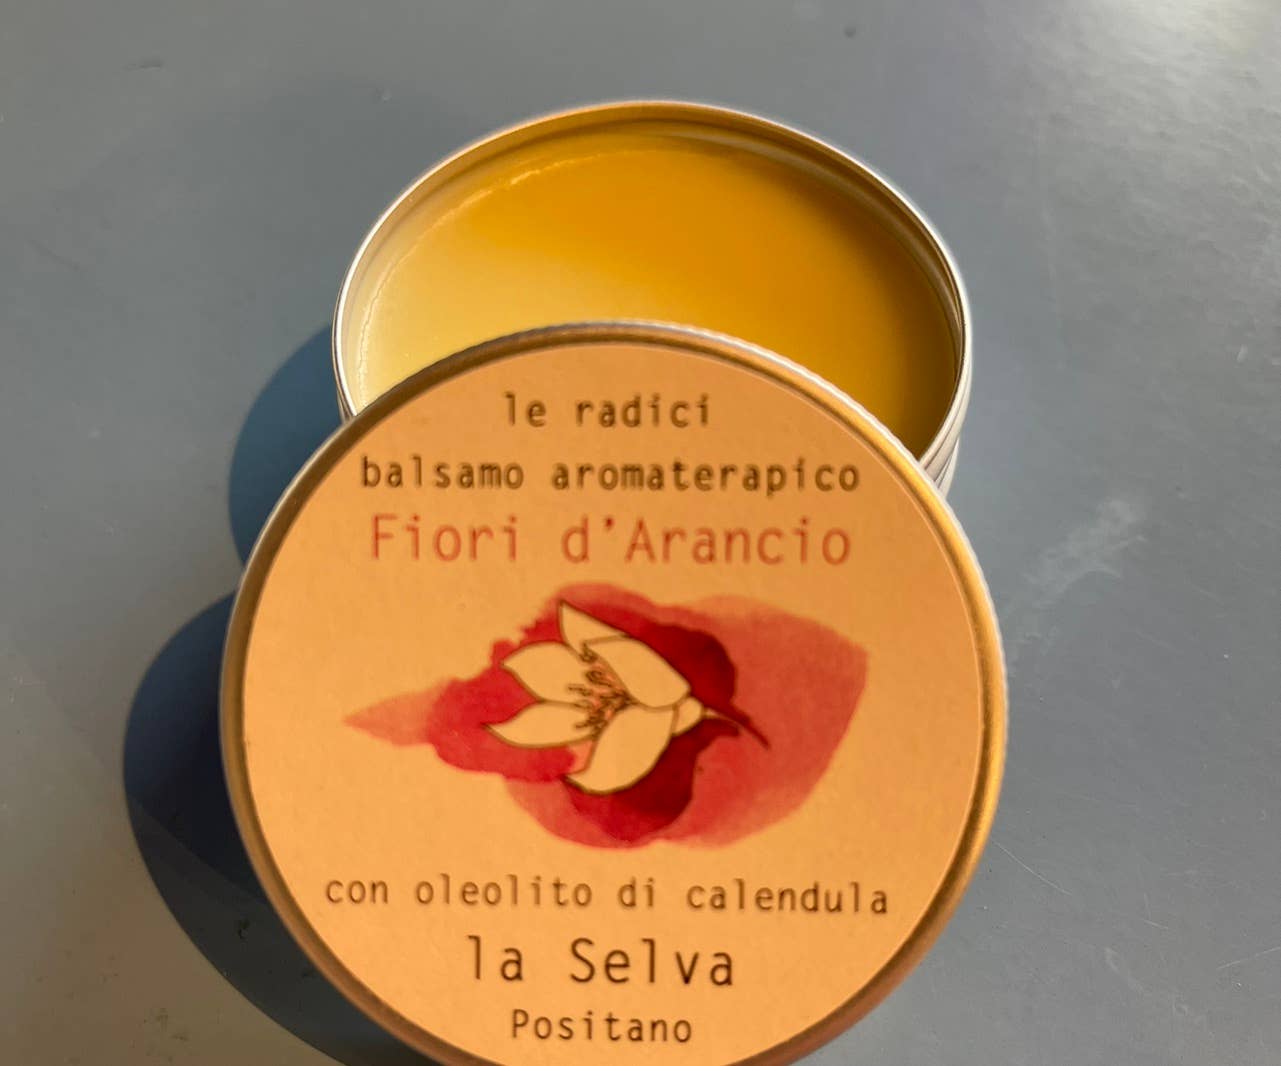 le radici
balsamo aromaterapico
Fiori d'Arancio
con oleolito di calendula
la Selva
Positano